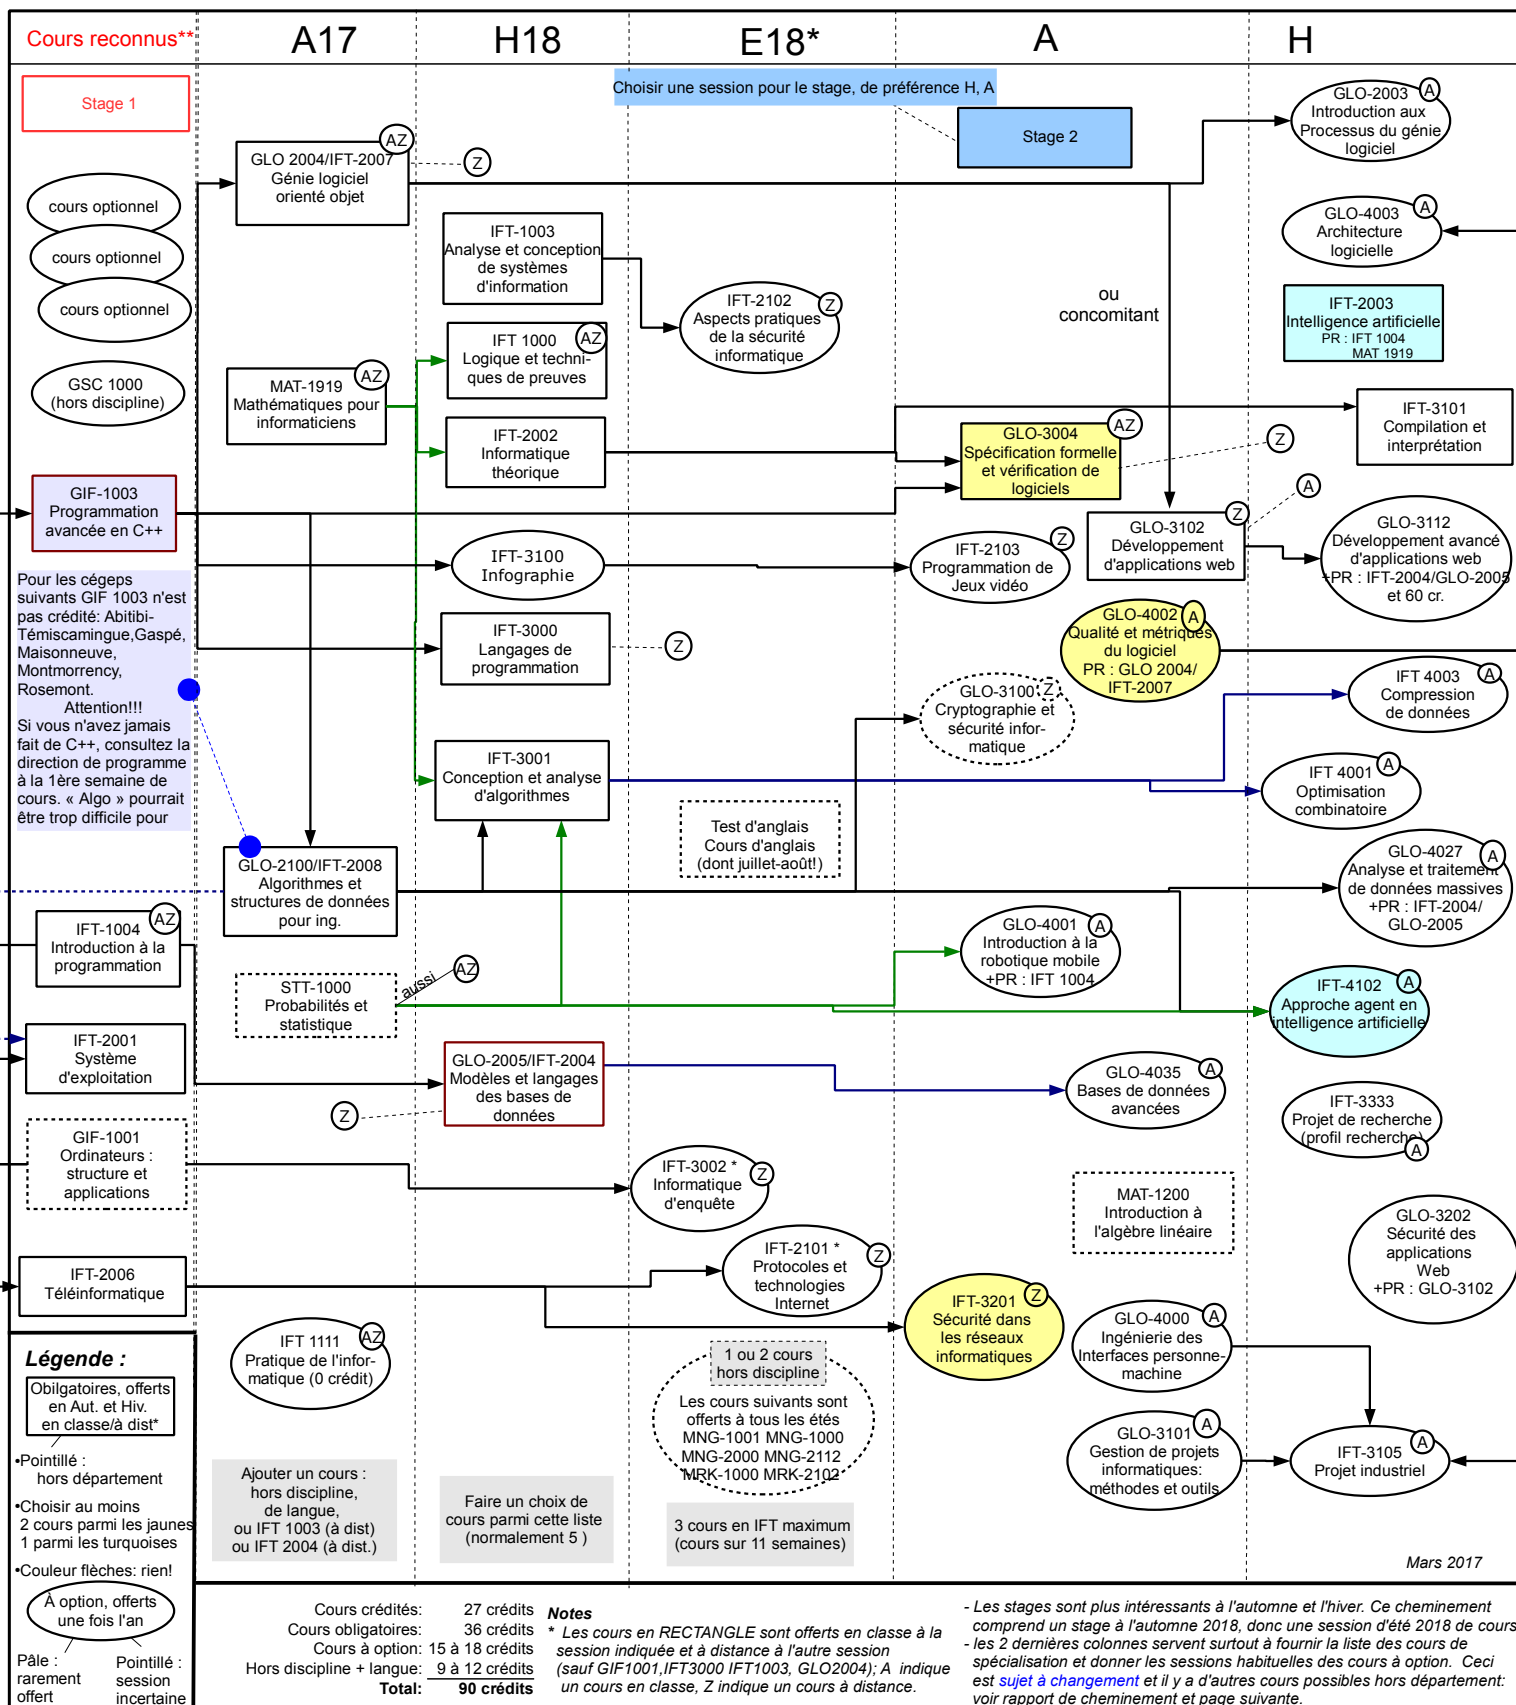 Cours reconnus**
A17
H18
E18*
A
H
Stage 1
cours optionnel
cours optionnel
cours optionnel
GSC 1000
(hors discipline)
GIF-1003
Programmation
avancée en C++
Pour les cégeps
suivants GIF 1003 n'est
pas crédité: Abitibi-
Témiscamingue,Gaspé,
Maisonneuve,
Montmorrency,
Rosemont.
Attention!!!
Si vous n'avez jamais
fait de C++, consultez la
direction de programme
à la 1ère semaine de
cours. « Algo » pourrait
être trop difficile pour
IFT-1004
Introduction à la
programmation
AZ
IFT-2001
Système
d'exploitation
GIF-1001
Ordinateurs :
structure et
applications
IFT-2006
Téléinformatique
GLO 2004/IFT-2007
Génie logiciel
orienté objet
AZ
Z
MAT-1919
Mathématiques pour
informaticiens
AZ
GLO-2100/IFT-2008
Algorithmes et
structures de données
pour ing.
STT-1000
Probabilités et
statistique
aussi
AZ
IFT 1111
Pratique de l'infor-
matique (0 crédit)
AZ
Ajouter un cours :
hors discipline,
de langue,
ou IFT 1003 (à dist)
ou IFT 2004 (à dist.)
IFT-1003
Analyse et conception
de systèmes
d'information
IFT 1000
Logique et techni-
ques de preuves
AZ
IFT-2002
Informatique
théorique
IFT-3100
Infographie
IFT-3000
Langages de
programmation
Z
IFT-3001
Conception et analyse
d'algorithmes
GLO-2005/IFT-2004
Modèles et langages
des bases de
données
Z
Faire un choix de
cours parmi cette liste
(normalement 5 )
Choisir une session pour le stage, de préférence H, A
IFT-2102
Aspects pratiques
de la sécurité
informatique
Z
Test d'anglais
Cours d'anglais
(dont juillet-août!)
IFT-3002 *
Informatique
d'enquête
Z
IFT-2101 *
Protocoles et
technologies
Internet
Z
1 ou 2 cours
hors discipline
Les cours suivants sont
offerts à tous les étés
MNG-1001 MNG-1000
MNG-2000 MNG-2112
MRK-1000 MRK-2102
3 cours en IFT maximum
(cours sur 11 semaines)
Stage 2
ou
concomitant
GLO-3004
Spécification formelle
et vérification de
logiciels
AZ
Z
IFT-2103
Programmation de
Jeux vidéo
Z
GLO-3102
Développement
d'applications web
Z
A
GLO-4002
Qualité et métriques
du logiciel
PR : GLO 2004/
IFT-2007
A
GLO-3100
Cryptographie et
sécurité infor-
matique
Z
GLO-4001
Introduction à la
robotique mobile
+PR : IFT 1004
A
GLO-4035
Bases de données
avancées
A
MAT-1200
Introduction à
l'algèbre linéaire
IFT-3201
Sécurité dans
les réseaux
informatiques
Z
GLO-4000
Ingénierie des
Interfaces personne-
machine
A
GLO-3101
Gestion de projets
informatiques:
méthodes et outils
A
GLO-2003
Introduction aux
Processus du génie
logiciel
A
GLO-4003
Architecture
logicielle
A
IFT-2003
Intelligence artificielle
PR : IFT 1004
MAT 1919
IFT-3101
Compilation et
interprétation
GLO-3112
Développement avancé
d'applications web
+PR : IFT-2004/GLO-2005
et 60 cr.
IFT 4003
Compression
de données
A
IFT 4001
Optimisation
combinatoire
A
GLO-4027
Analyse et traitement
de données massives
+PR : IFT-2004/
GLO-2005
A
IFT-4102
Approche agent en
intelligence artificielle
A
IFT-3333
Projet de recherche
(profil recherche)
A
GLO-3202
Sécurité des
applications
Web
+PR : GLO-3102
IFT-3105
Projet industriel
A
Mars 2017
Légende :
Obilgatoires, offerts
en Aut. et Hiv.
en classe/à dist*
•Pointillé :
hors département
•Choisir au moins
2 cours parmi les jaunes
1 parmi les turquoises
•Couleur flèches: rien!
À option, offerts
une fois l'an
Pâle :
rarement
offert
Pointillé :
session
incertaine
Cours crédités: 27 crédits
Cours obligatoires: 36 crédits
Cours à option: 15 à 18 crédits
Hors discipline + langue: 9 à 12 crédits
Total: 90 crédits
Notes
* Les cours en RECTANGLE sont offerts en classe à la
session indiquée et à distance à l'autre session
(sauf GIF1001,IFT3000 IFT1003, GLO2004); A indique
un cours en classe, Z indique un cours à distance.
- Les stages sont plus intéressants à l'automne et l'hiver. Ce cheminement
comprend un stage à l'automne 2018, donc une session d'été 2018 de cours
- les 2 dernières colonnes servent surtout à fournir la liste des cours de
spécialisation et donner les sessions habituelles des cours à option. Ceci
est sujet à changement et il y a d'autres cours possibles hors département:
voir rapport de cheminement et page suivante.